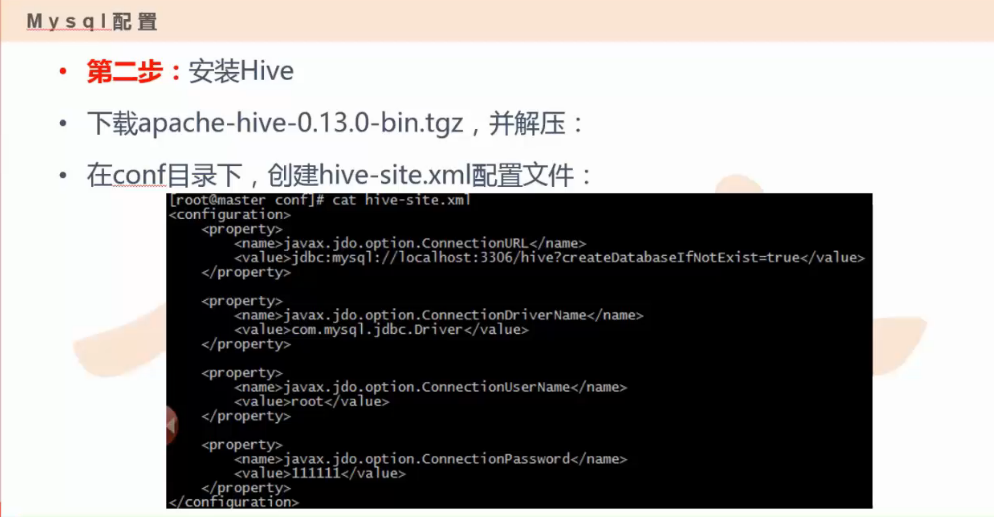 Mysql配置
• 第二步：安装Hive
• 下载apache-hive-0.13.0-bin.tgz，并解压：
• 在conf目录下，创建hive-site.xml配置文件：
[root@master conf]# cat hive-site.xml
<configuration>
    <property>
        <name>javax.jdo.option.ConnectionURL</name>
        <value>jdbc:mysql://localhost:3306/hive?createDatabaseIfNotExist=true</value>
    </property>
    <property>
        <name>javax.jdo.option.ConnectionDriverName</name>
        <value>com.mysql.jdbc.Driver</value>
    </property>
    <property>
        <name>javax.jdo.option.ConnectionUserName</name>
        <value>root</value>
    </property>
    <property>
        <name>javax.jdo.option.ConnectionPassword</name>
        <value>111111</value>
    </property>
</configuration>